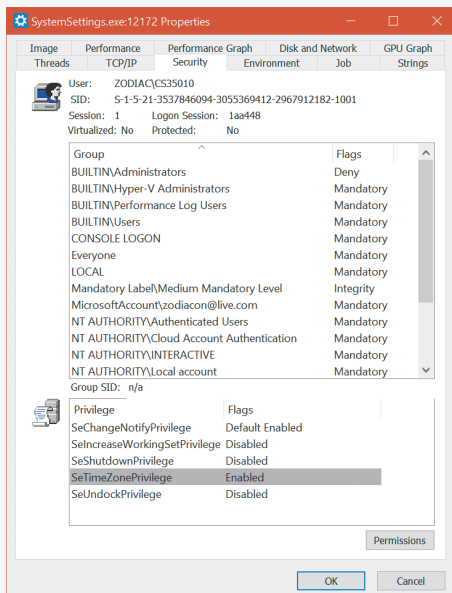 SystemSettings.exe:12172 Properties
Image Performance Performance Graph Disk and Network GPU Graph
Threads TCP/IP Security Environment Job Strings
User: ZODIAC\CS35010
SID: S-1-5-21-3537846094-3055369412-2967912182-1001
Session: 1 Logon Session: 1aa448
Virtualized: No Protected: No
Group Flags
BUILTIN\Administrators Deny
BUILTIN\Hyper-V Administrators Mandatory
BUILTIN\Performance Log Users Mandatory
BUILTIN\Users Mandatory
CONSOLE LOGON Mandatory
Everyone Mandatory
LOCAL Mandatory
Mandatory Label\Medium Mandatory Level Integrity
MicrosoftAccount\zodiacon@live.com Mandatory
NT AUTHORITY\Authenticated Users Mandatory
NT AUTHORITY\Cloud Account Authentication Mandatory
NT AUTHORITY\INTERACTIVE Mandatory
NT AUTHORITY\Local account Mandatory
Group SID: n/a
Privilege Flags
SeChangeNotifyPrivilege Default Enabled
SeIncreaseWorkingSetPrivilege Disabled
SeShutdownPrivilege Disabled
SeTimeZonePrivilege Enabled
SeUndockPrivilege Disabled
Permissions
OK Cancel